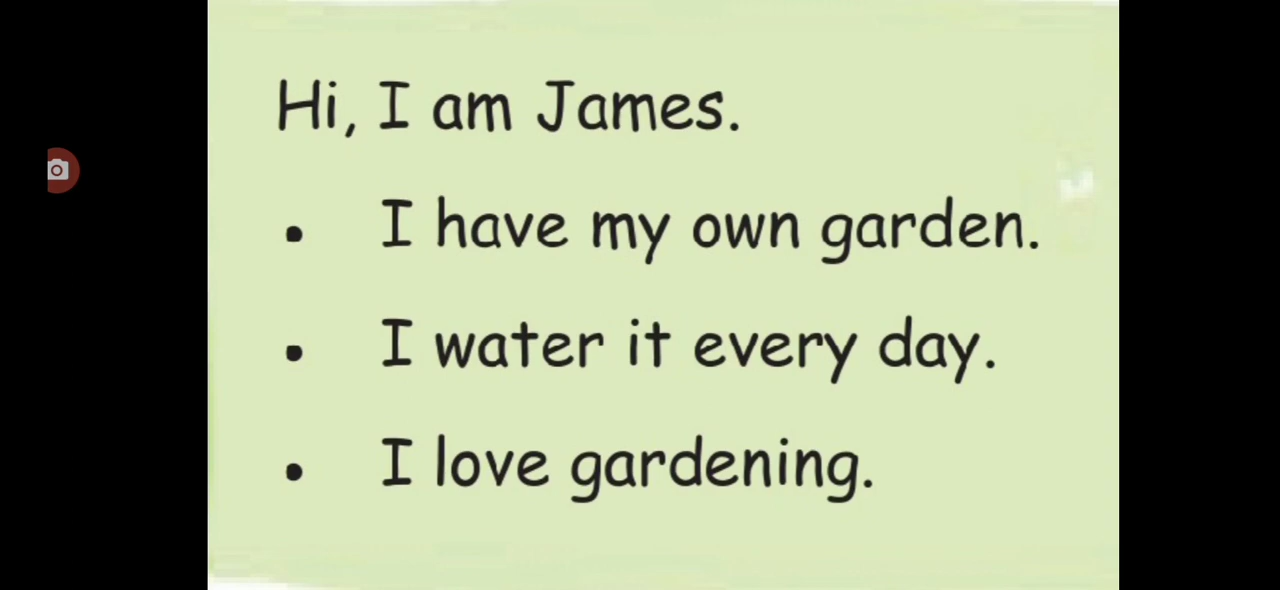 Hi, I am James.
• I have my own garden.
• I water it every day.
• I love gardening.